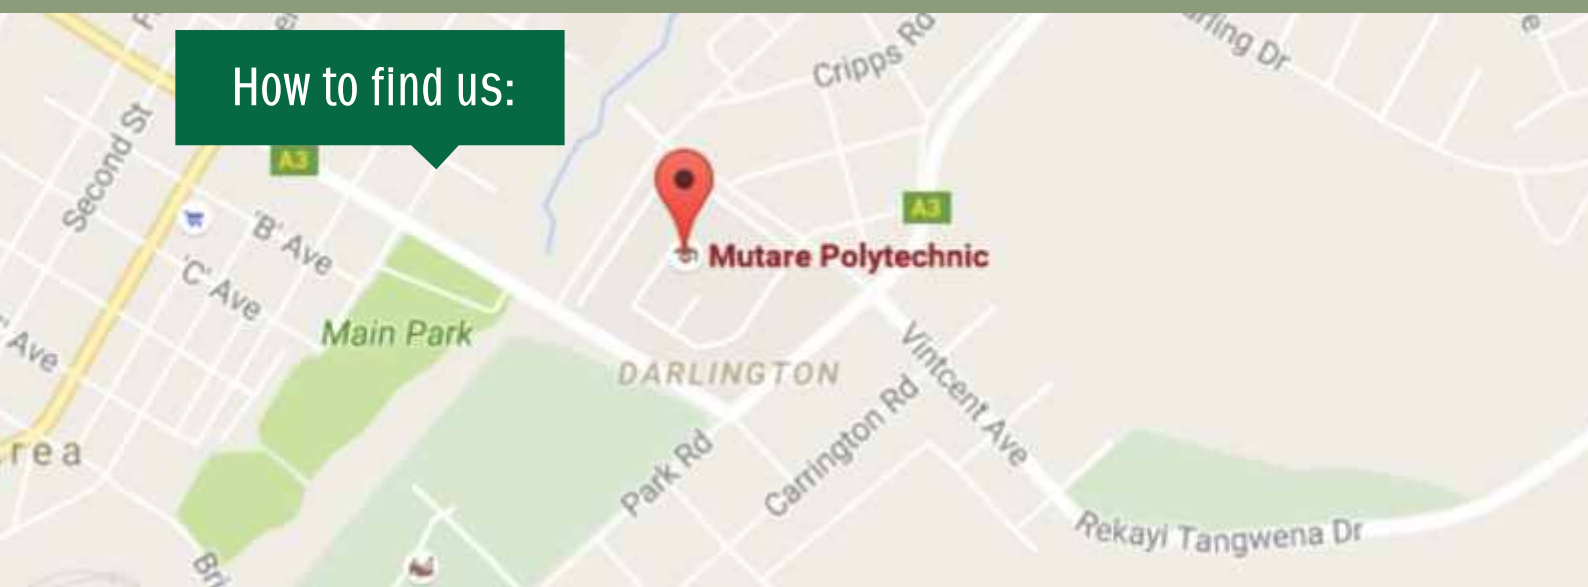 How to find us:
Cripps Rd
Second St
A3
A3
'B' Ave
'C' Ave
Ave
Mutare Polytechnic
Main Park
DARLINGTON
Vintcent Ave
Carrington Rd
Park Rd
rea
Rekayi Tangwena Dr